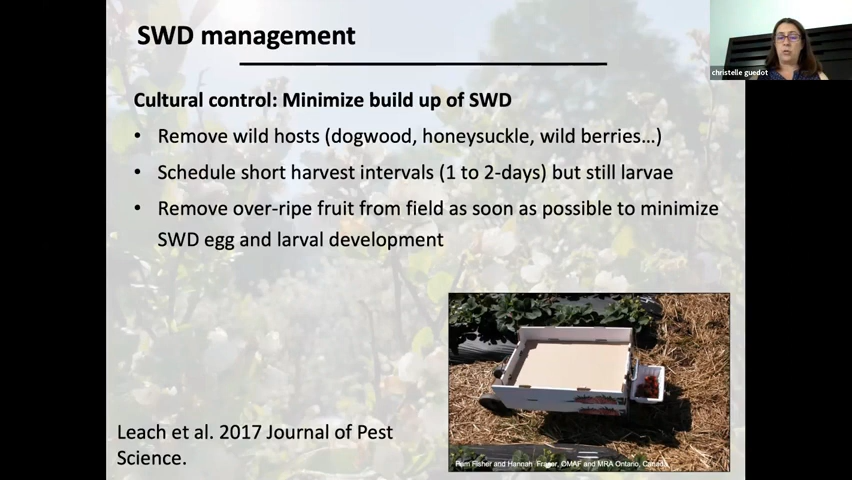 SWD management
christelle guedot
Cultural control: Minimize build up of SWD
• Remove wild hosts (dogwood, honeysuckle, wild berries…)
• Schedule short harvest intervals (1 to 2-days) but still larvae
• Remove over-ripe fruit from field as soon as possible to minimize
SWD egg and larval development
Leach et al. 2017 Journal of Pest
Science.
Pam Fisher and Hannah Fraser, OMAF and MRA Ontario, Canada